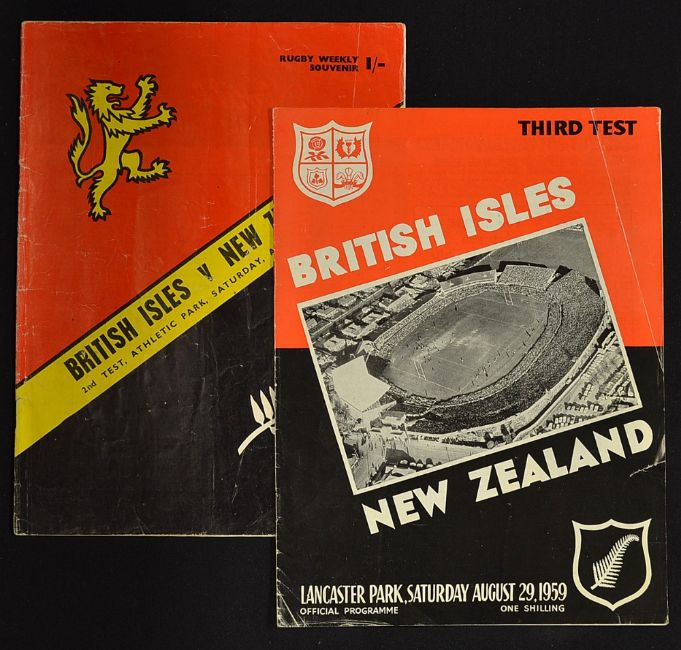 RUGBY WEEKLY
SOUVENIR 1/-
BRITISH ISLES V NEW
2nd TEST, ATHLETIC PARK, SATURDAY,
THIRD TEST
BRITISH ISLES
NEW ZEALAND
LANCASTER PARK, SATURDAY AUGUST 29, 1959
OFFICIAL PROGRAMME ONE SHILLING